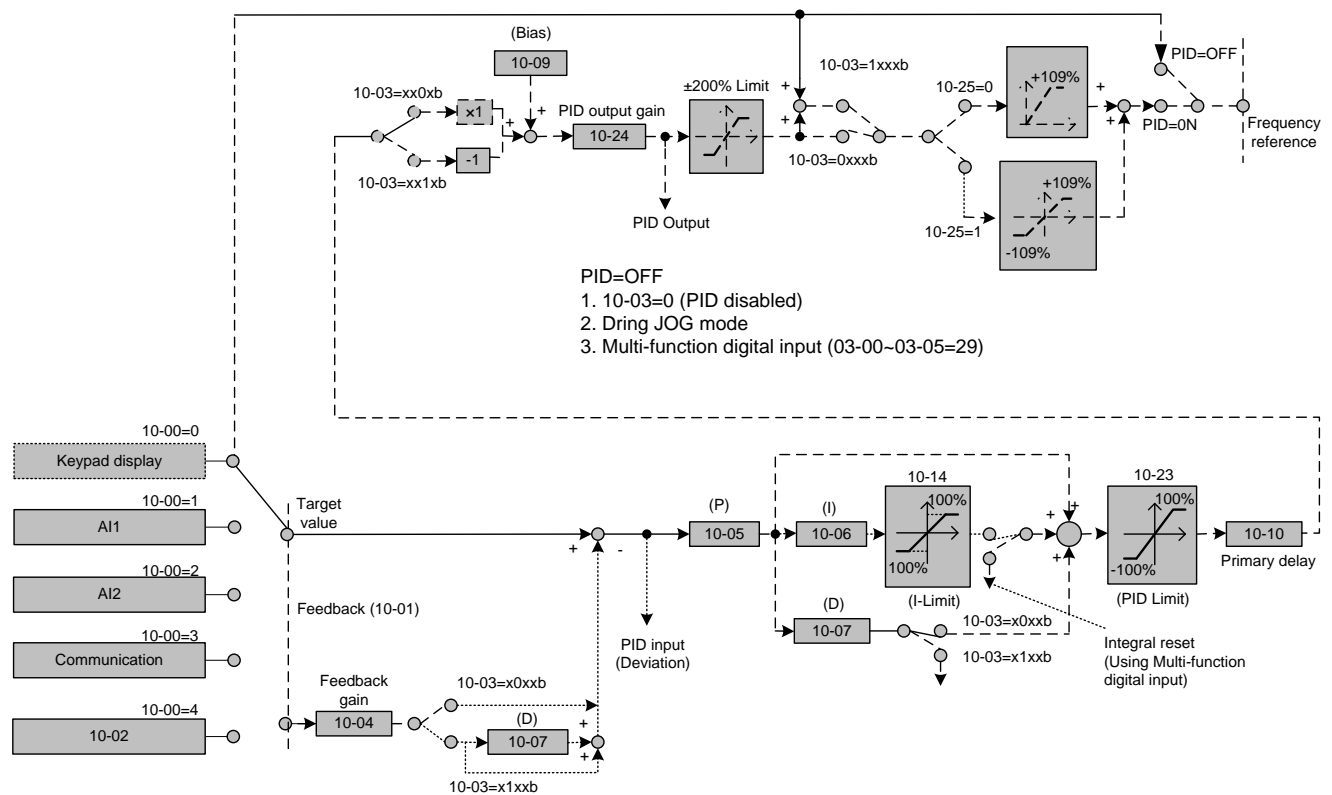 (Bias)
10-09
10-03=xx0xb
×1
-1
10-03=xx1xb
+
+
PID output gain
10-24
PID Output
±200% Limit
10-03=1xxxb
+
+
10-03=0xxxb
10-25=0
+109%
10-25=1
+109%
-109%
+
+
PID=OFF
PID=0N
Frequency
reference
PID=OFF
1. 10-03=0 (PID disabled)
2. Dring JOG mode
3. Multi-function digital input (03-00~03-05=29)
10-00=0
Keypad display
10-00=1
AI1
10-00=2
AI2
10-00=3
Communication
10-00=4
10-02
Target
value
Feedback (10-01)
Feedback
gain
10-04
10-03=x0xxb
(D)
10-07
+
+
10-03=x1xxb
+
-
PID input
(Deviation)
(P)
10-05
(I)
10-06
10-14
100%
100%
(I-Limit)
(D)
10-07
10-03=x0xxb
10-03=x1xxb
+
+
+
Integral reset
(Using Multi-function
digital input)
10-23
100%
-100%
(PID Limit)
10-10
Primary delay